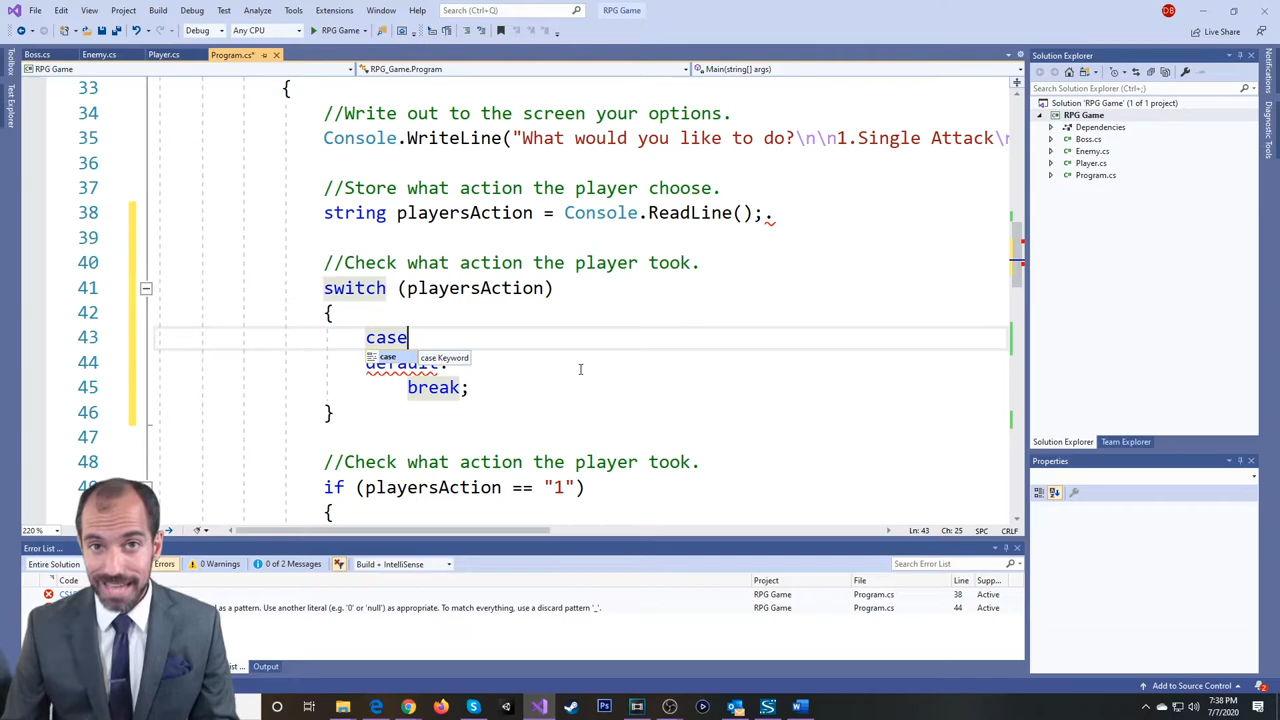 File Edit View Project Build Debug Test Analyze Tools Extensions Window Help Search (Ctrl+Q) RPG Game DB
Debug Any CPU RPG Game Live Share
Boss.cs Enemy.cs Player.cs Program.cs*
RPG Game RPG_Game.Program Main(string[] args)
Toolbox
Test Explorer
33 {
34 //Write out to the screen your options.
35 Console.WriteLine("What would you like to do?\n\n1.Single Attack\n
36
37 //Store what action the player choose.
38 string playersAction = Console.ReadLine();.
39
40 //Check what action the player took.
41 switch (playersAction)
42 {
43 case
case case Keyword
44 default:
45 break;
46 }
47
48 //Check what action the player took.
49 if (playersAction == "1")
{
220 % Ln: 43 Ch: 25 SPC CRLF
Solution Explorer
Search Solution Explorer (Ctrl+;)
Solution 'RPG Game' (1 of 1 project)
RPG Game
Dependencies
Boss.cs
Enemy.cs
Player.cs
Program.cs
Solution Explorer Team Explorer
Properties
Notifications
Diagnostic Tools
Error List ...
Entire Solution Errors 0 Warnings 0 of 2 Messages Build + IntelliSense Search Error List
Code Project File Line Supp...
RPG Game Program.cs 38 Active
as a pattern. Use another literal (e.g. '0' or 'null') as appropriate. To match everything, use a discard pattern '_'. RPG Game Program.cs 44 Active
Output
Add to Source Control 2
7:38 PM
7/7/2020